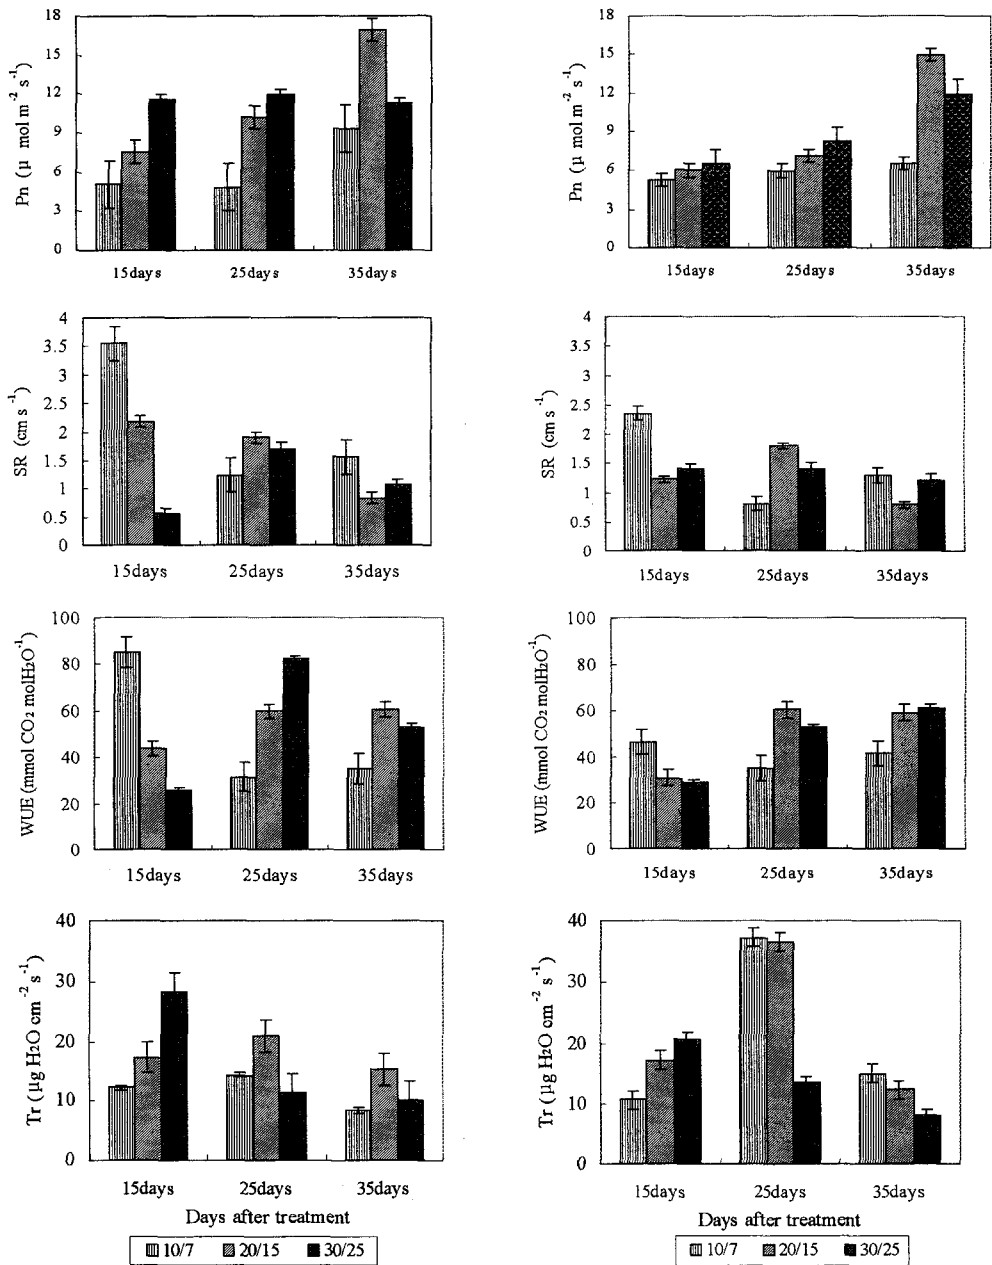 Pn (μ mol m⁻² s⁻¹)
18
15
12
9
6
3
0
15days 25days 35days
Pn (μ mol m⁻² s⁻¹)
18
15
12
9
6
3
0
15days 25days 35days
SR (cm s⁻¹)
4
3.5
3
2.5
2
1.5
1
0.5
0
15days 25days 35days
SR (cm s⁻¹)
4
3.5
3
2.5
2
1.5
1
0.5
0
15days 25days 35days
WUE (mmol CO₂ molH₂O⁻¹)
100
80
60
40
20
0
15days 25days 35days
WUE (mmol CO₂ molH₂O⁻¹)
100
80
60
40
20
0
15days 25days 35days
Tr (μg H₂O cm⁻² s⁻¹)
40
30
20
10
0
15days 25days 35days
Days after treatment
10/7 20/15 30/25
Tr (μg H₂O cm⁻² s⁻¹)
40
30
20
10
0
15days 25days 35days
Days after treatment
10/7 20/15 30/25